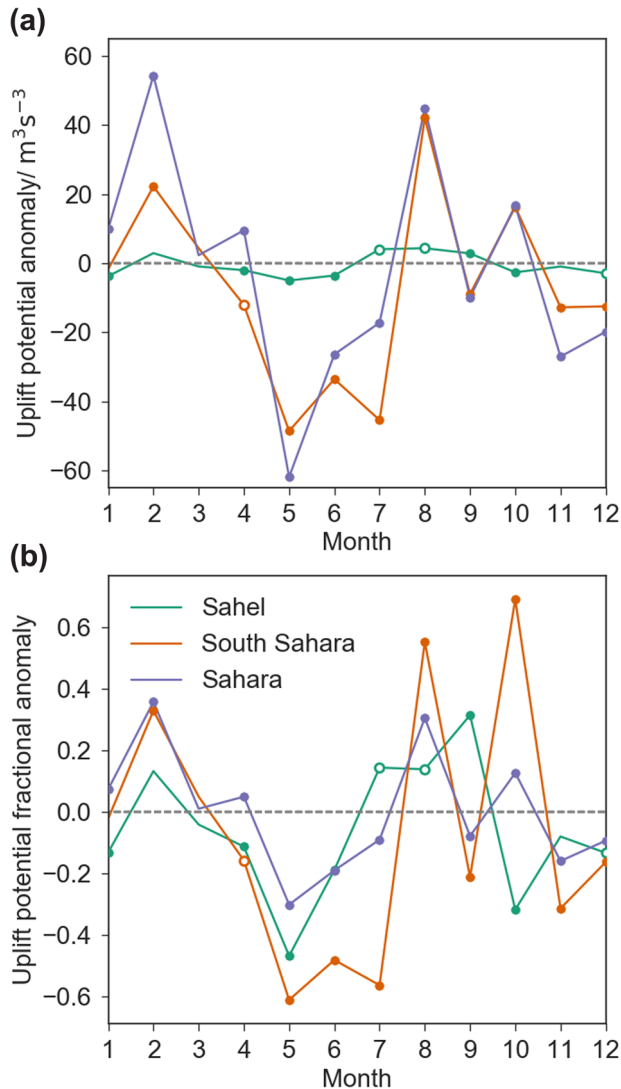 (a)
Uplift potential anomaly/ m³s⁻³
60
40
20
0
−20
−40
−60
1 2 3 4 5 6 7 8 9 10 11 12
Month
(b)
Uplift potential fractional anomaly
Sahel
South Sahara
Sahara
0.6
0.4
0.2
0.0
−0.2
−0.4
−0.6
1 2 3 4 5 6 7 8 9 10 11 12
Month